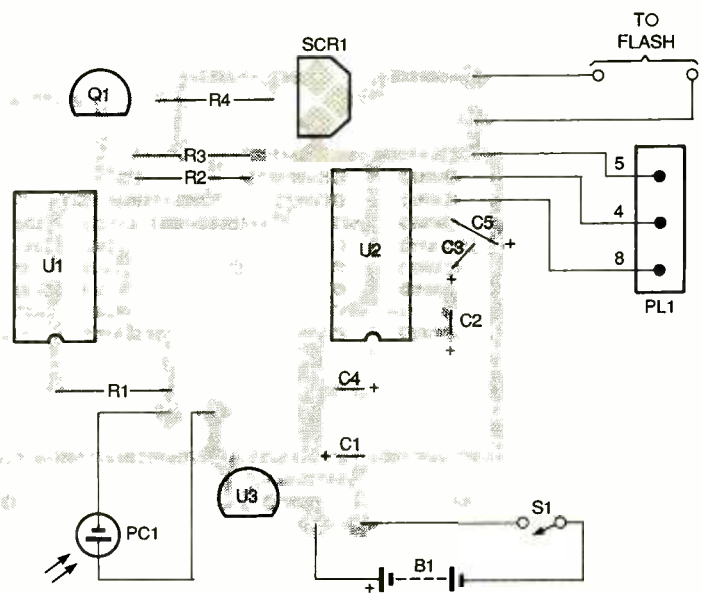 TO
FLASH
SCR1
Q1
R4
R3
R2
5
4
8
PL1
U1
U2
C5
C3
+
+
C2
+
R1
C4 +
+ C1
U3
PC1
S1
B1
+